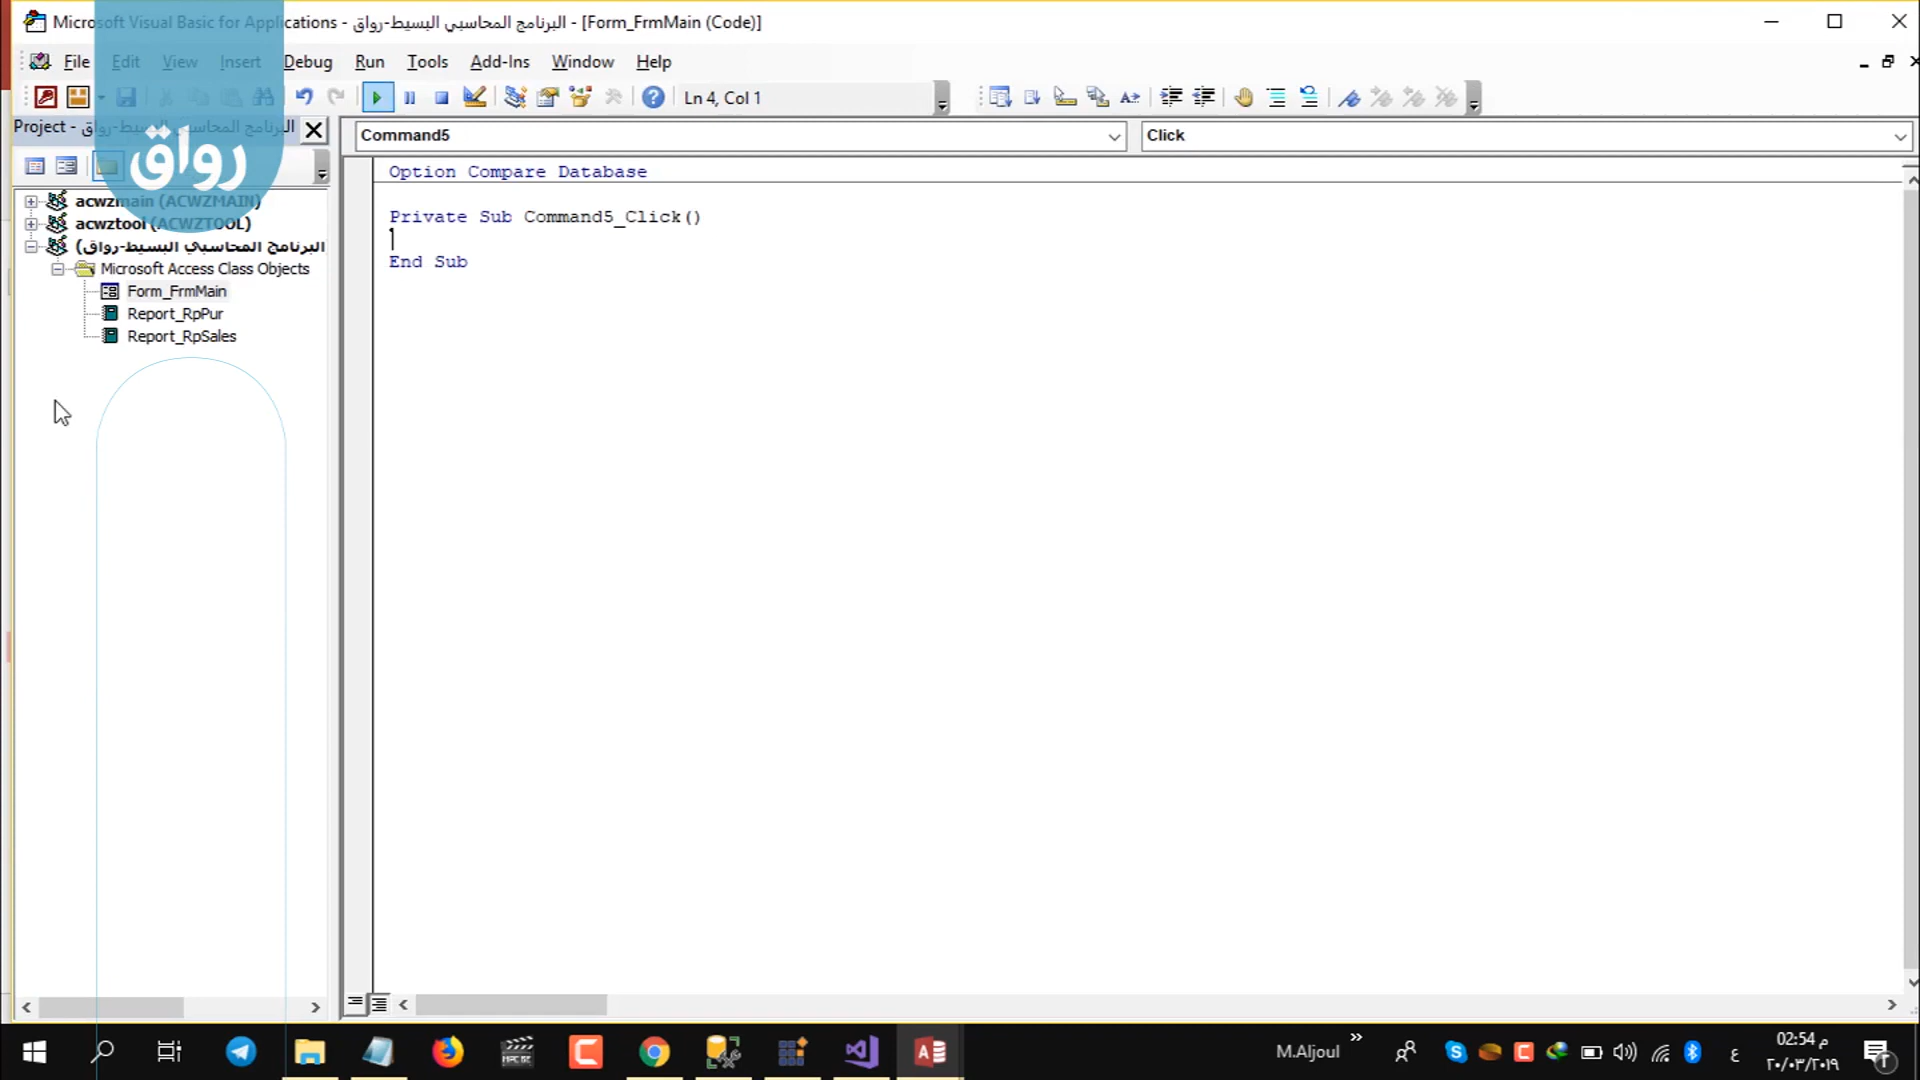 Microsoft Visual Basic for Applications - البرنامج المحاسبي البسيط-رواق - [Form_FrmMain (Code)]
File Edit View Insert Debug Run Tools Add-Ins Window Help
Ln 4, Col 1
Project - البرنامج المحاسبي البسيط-رواق
رواق
Command5
Click
acwzmain (ACWZMAIN)
acwztool (ACWZTOOL)
البرنامج المحاسبي البسيط-رواق)
Microsoft Access Class Objects
Form_FrmMain
Report_RpPur
Report_RpSales
Option Compare Database
Private Sub Command5_Click()
End Sub
M.Aljoul
ع
02:54 م
٢٠/٠٣/٢٠١٩